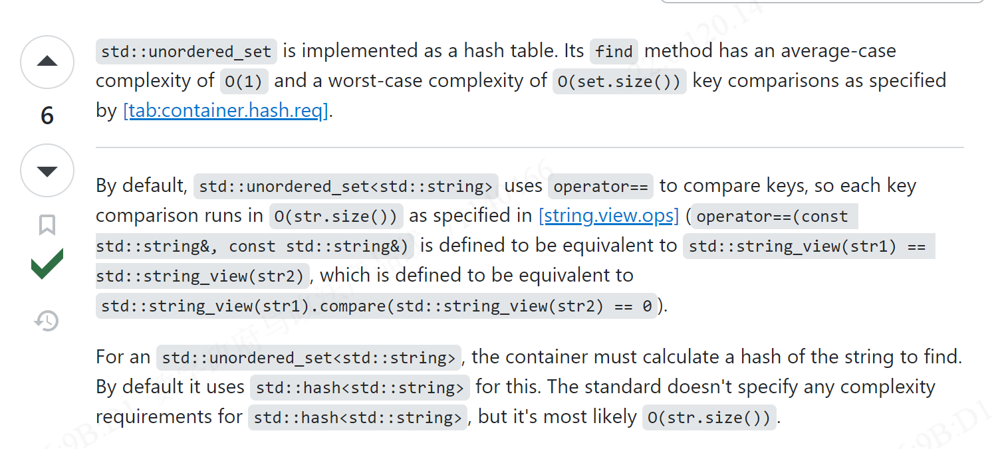 std::unordered_set is implemented as a hash table. Its find method has an average-case
complexity of O(1) and a worst-case complexity of O(set.size()) key comparisons as specified
6
by [tab:container.hash.req].
By default, std::unordered_set<std::string> uses operator== to compare keys, so each key
comparison runs in O(str.size()) as specified in [string.view.ops] (operator==(const
std::string&, const std::string&) is defined to be equivalent to std::string_view(str1) ==
std::string_view(str2), which is defined to be equivalent to
std::string_view(str1).compare(std::string_view(str2) == 0).
For an std::unordered_set<std::string>, the container must calculate a hash of the string to find.
By default it uses std::hash<std::string> for this. The standard doesn't specify any complexity
requirements for std::hash<std::string>, but it's most likely O(str.size()).